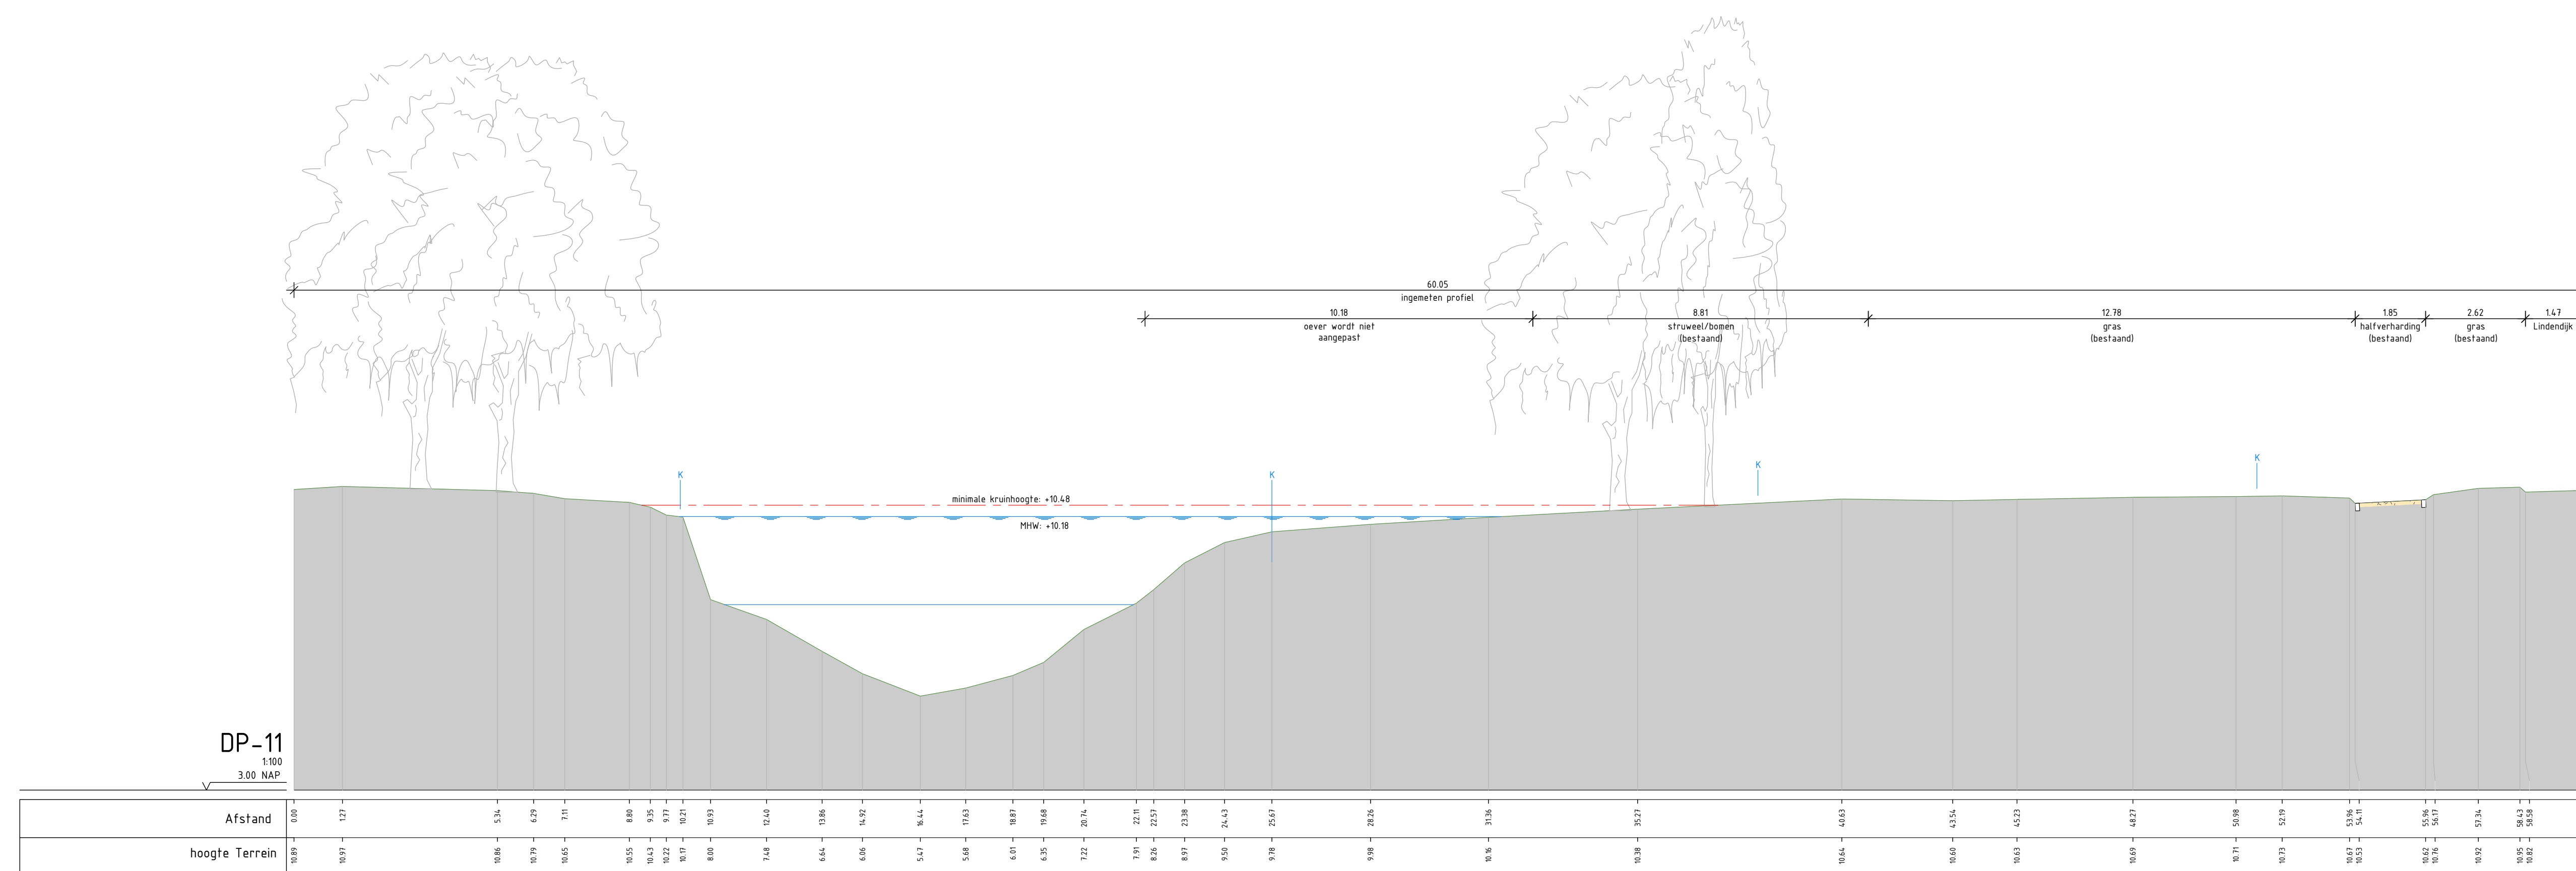 60.05
ingemeten profiel
10.18
oever wordt niet
aangepast
8.81
struweel/bomen
(bestaand)
12.78
gras
(bestaand)
1.85
halfverharding
(bestaand)
2.62
gras
(bestaand)
1.47
Lindendijk
K
K
K
K
minimale kruinhoogte: +10.48
MHW: +10.18
DP-11
1:100
3.00 NAP
Afstand 0.00 1.27 5.34 6.29 7.11 8.80 9.35 9.77 10.21 10.93 12.40 13.86 14.92 16.44 17.63 18.87 19.68 20.74 22.11 22.57 23.38 24.43 25.67 28.26 31.36 35.27 40.63 43.54 45.23 48.27 50.98 52.19 53.96 54.11 55.96 56.17 57.34 58.43 58.58
hoogte Terrein 10.89 10.97 10.86 10.79 10.65 10.55 10.43 10.22 10.17 8.00 7.48 6.64 6.06 5.47 5.68 6.01 6.35 7.22 7.91 8.26 8.97 9.50 9.78 9.98 10.16 10.38 10.64 10.60 10.63 10.69 10.71 10.73 10.67 10.53 10.62 10.76 10.92 10.95 10.82